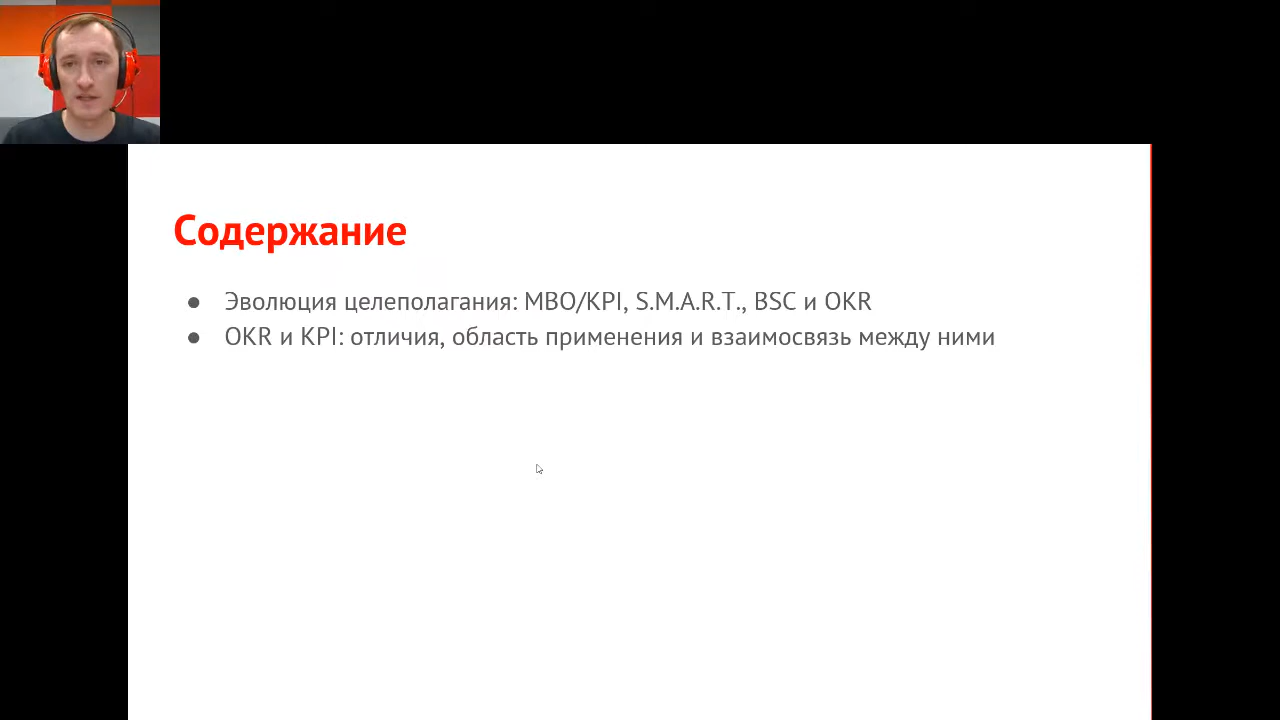 Содержание
● Эволюция целеполагания: MBO/KPI, S.M.A.R.T., BSC и OKR
● OKR и KPI: отличия, область применения и взаимосвязь между ними